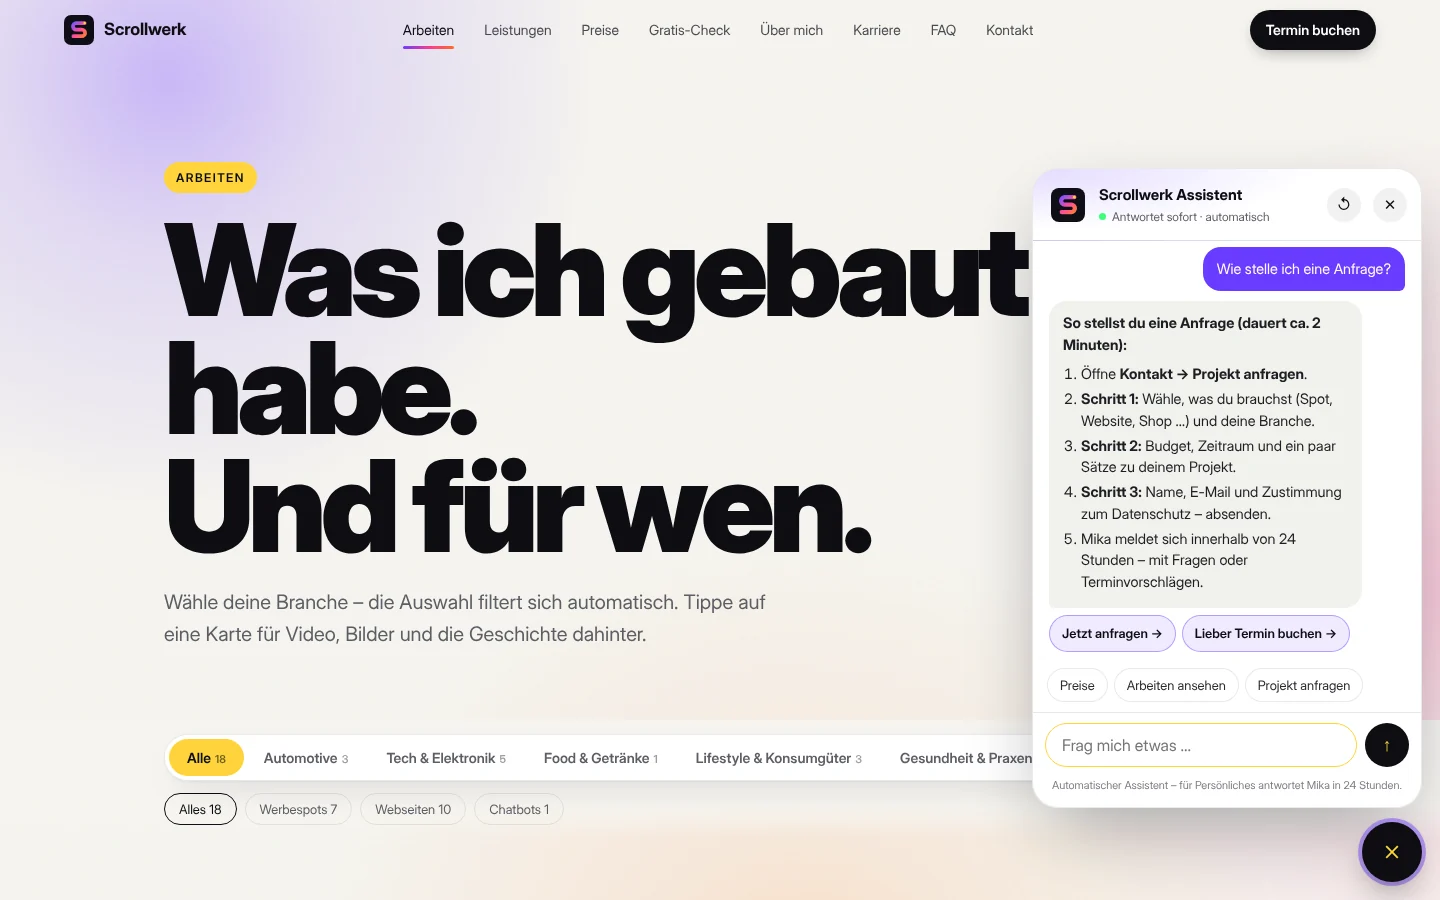 Scrollwerk
Arbeiten
Leistungen
Preise
Gratis-Check
Über mich
Karriere
FAQ
Kontakt
Termin buchen
ARBEITEN
Was ich gebaut
habe.
Und für wen.
Wähle deine Branche – die Auswahl filtert sich automatisch. Tippe auf
eine Karte für Video, Bilder und die Geschichte dahinter.
Alle 18
Automotive 3
Tech & Elektronik 5
Food & Getränke 1
Lifestyle & Konsumgüter 3
Gesundheit & Praxen
Alles 18
Werbespots 7
Webseiten 10
Chatbots 1
Scrollwerk Assistent
Antwortet sofort · automatisch
Wie stelle ich eine Anfrage?
So stellst du eine Anfrage (dauert ca. 2
Minuten):
1. Öffne Kontakt → Projekt anfragen.
2. Schritt 1: Wähle, was du brauchst (Spot,
Website, Shop ...) und deine Branche.
3. Schritt 2: Budget, Zeitraum und ein paar
Sätze zu deinem Projekt.
4. Schritt 3: Name, E-Mail und Zustimmung
zum Datenschutz – absenden.
5. Mika meldet sich innerhalb von 24
Stunden – mit Fragen oder
Terminvorschlägen.
Jetzt anfragen →
Lieber Termin buchen →
Preise
Arbeiten ansehen
Projekt anfragen
Frag mich etwas ...
Automatischer Assistent – für Persönliches antwortet Mika in 24 Stunden.